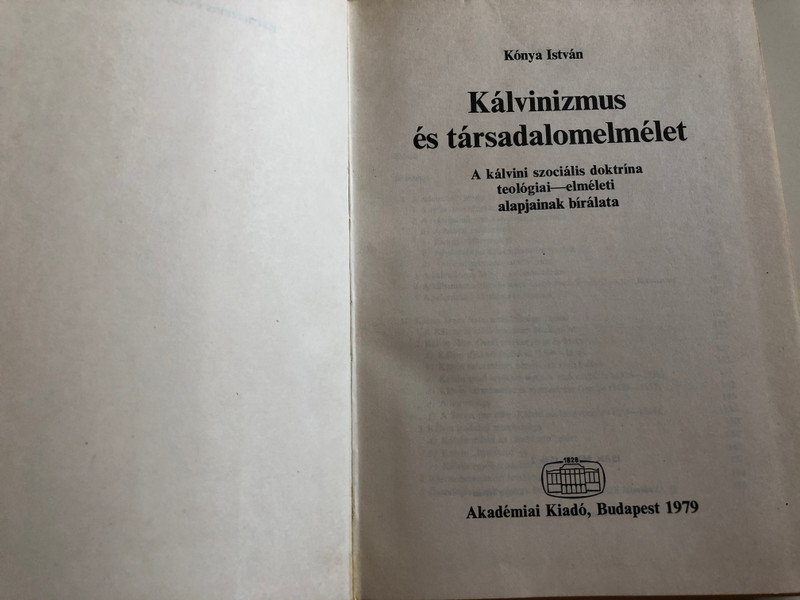 Kónya István
Kálvinizmus
és társadalomelmélet
A kálvini szociális doktrína
teológiai—elméleti
alapjainak bírálata
1828
Akadémiai Kiadó, Budapest 1979